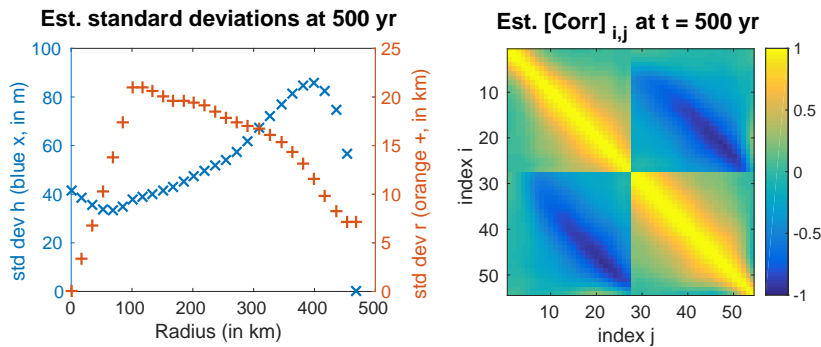 Est. standard deviations at 500 yr
std dev h (blue x, in m)
100
80
60
40
20
0
0 100 200 300 400 500
Radius (in km)
25
20
15
10
5
0
std dev r (orange +, in km)
Est. [Corr] i,j at t = 500 yr
index i
10
20
30
40
50
10 20 30 40 50
index j
1
0.5
0
-0.5
-1